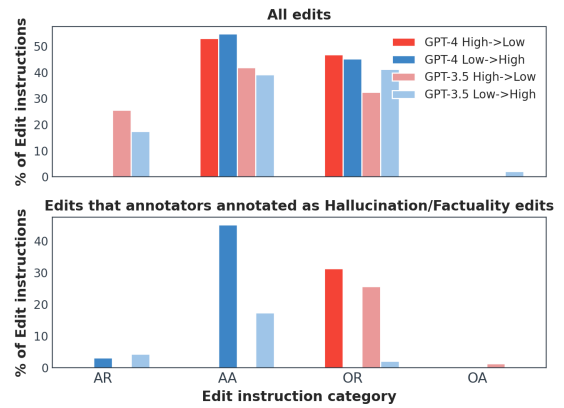 All edits
% of Edit instructions
50
40
30
20
10
0
GPT-4 High->Low
GPT-4 Low->High
GPT-3.5 High->Low
GPT-3.5 Low->High
Edits that annotators annotated as Hallucination/Factuality edits
% of Edit instructions
40
30
20
10
0
AR AA OR OA
Edit instruction category